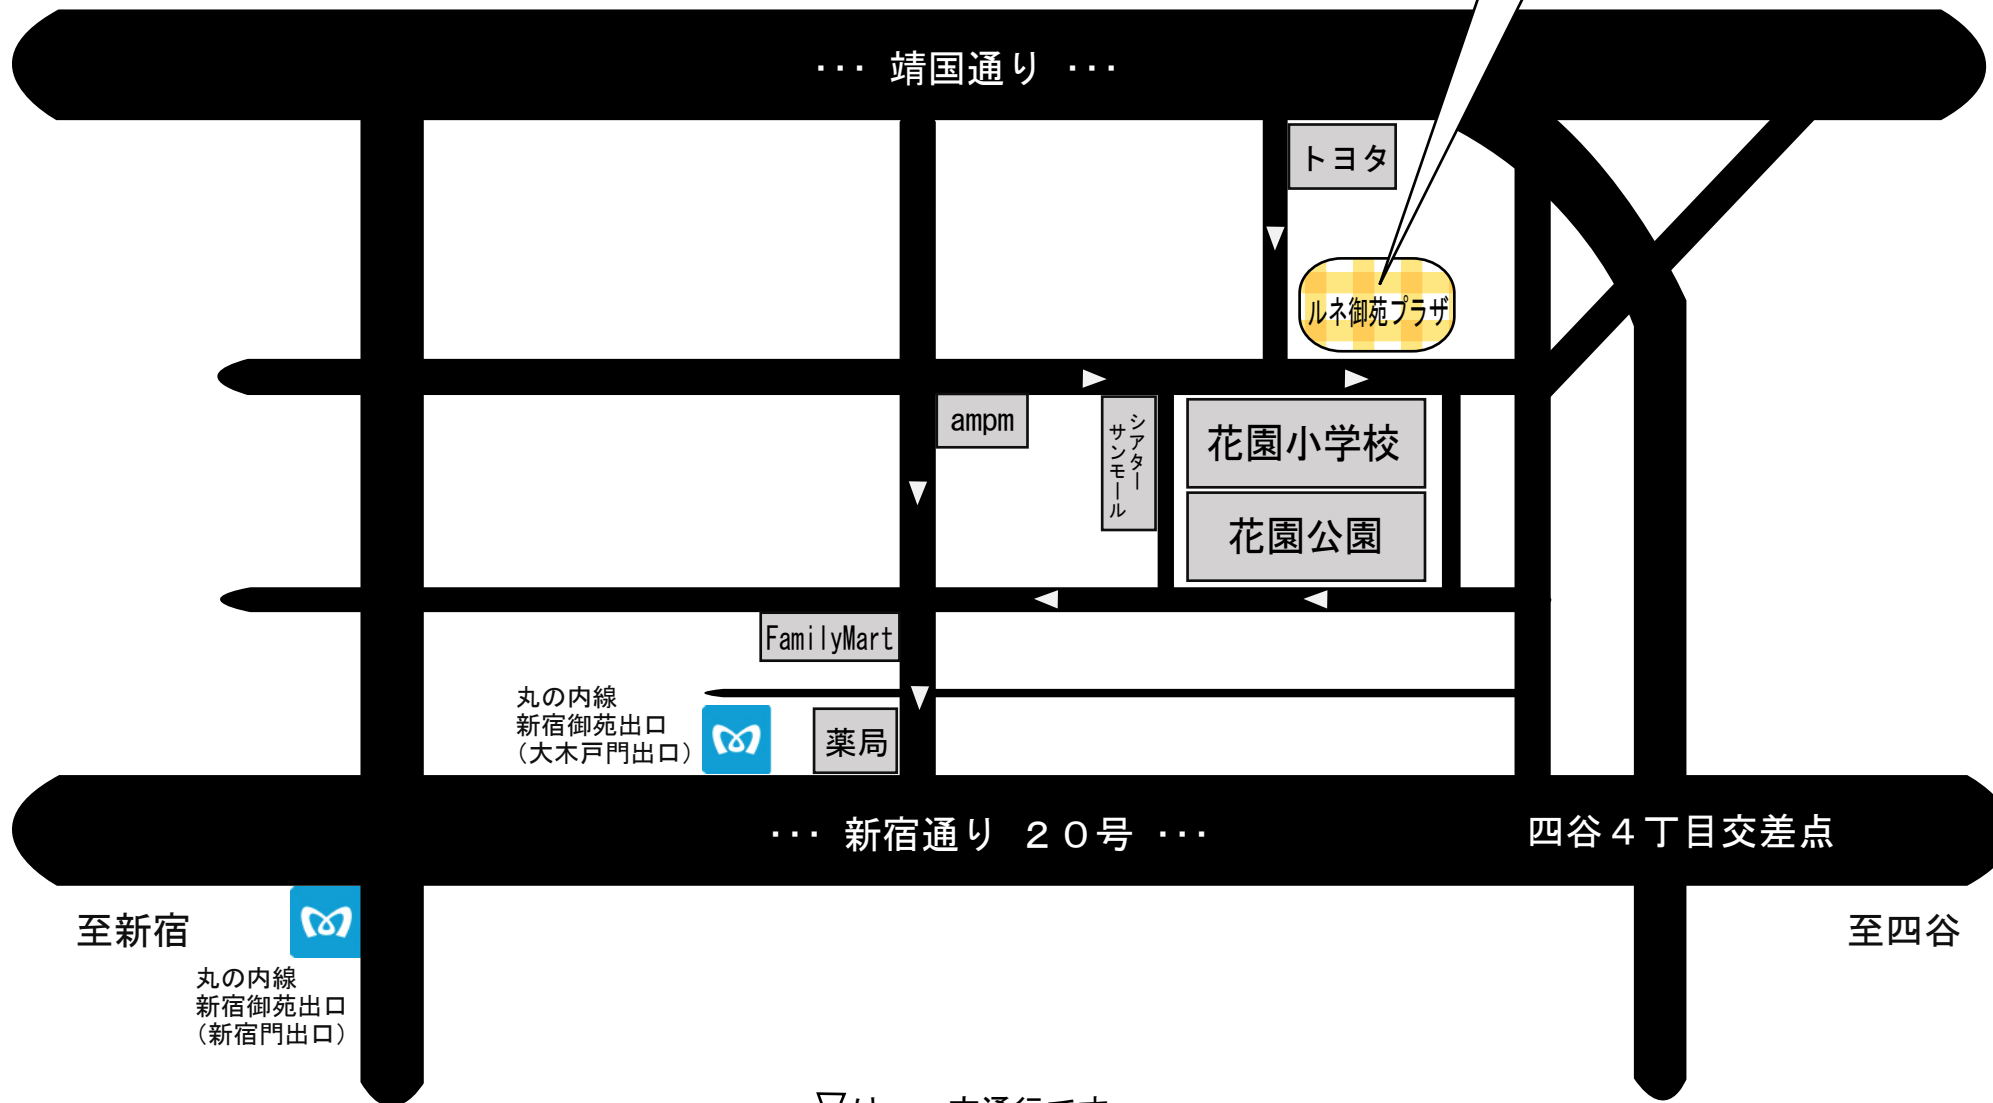 ･･･ 靖国通り ･･･
トヨタ
ルネ御苑プラザ
ampm
シアター
サンモール
花園小学校
花園公園
FamilyMart
丸の内線
新宿御苑出口
（大木戸門出口）
薬局
･･･ 新宿通り ２０号 ･･･
四谷４丁目交差点
至新宿
至四谷
丸の内線
新宿御苑出口
（新宿門出口）